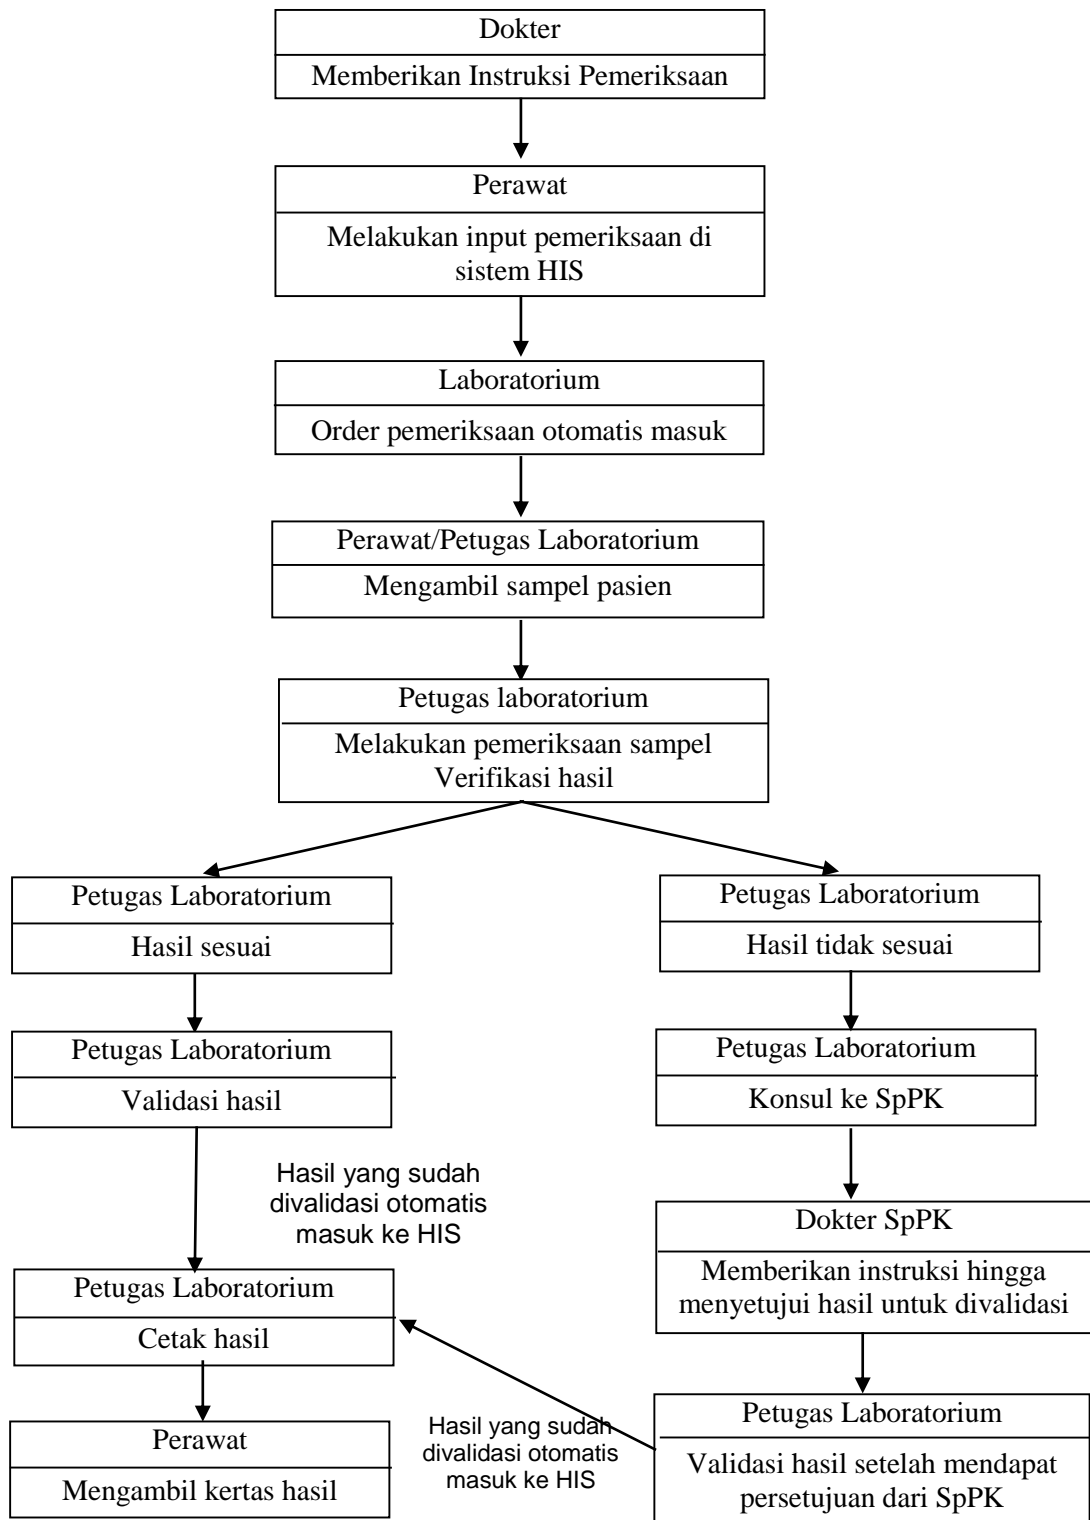 Dokter
Memberikan Instruksi Pemeriksaan
Perawat
Melakukan input pemeriksaan di
sistem HIS
Laboratorium
Order pemeriksaan otomatis masuk
Perawat/Petugas Laboratorium
Mengambil sampel pasien
Petugas laboratorium
Melakukan pemeriksaan sampel
Verifikasi hasil
Petugas Laboratorium
Hasil sesuai
Petugas Laboratorium
Hasil tidak sesuai
Petugas Laboratorium
Validasi hasil
Petugas Laboratorium
Konsul ke SpPK
Hasil yang sudah
divalidasi otomatis
masuk ke HIS
Dokter SpPK
Memberikan instruksi hingga
menyetujui hasil untuk divalidasi
Petugas Laboratorium
Cetak hasil
Petugas Laboratorium
Validasi hasil setelah mendapat
persetujuan dari SpPK
Hasil yang sudah
divalidasi otomatis
masuk ke HIS
Perawat
Mengambil kertas hasil